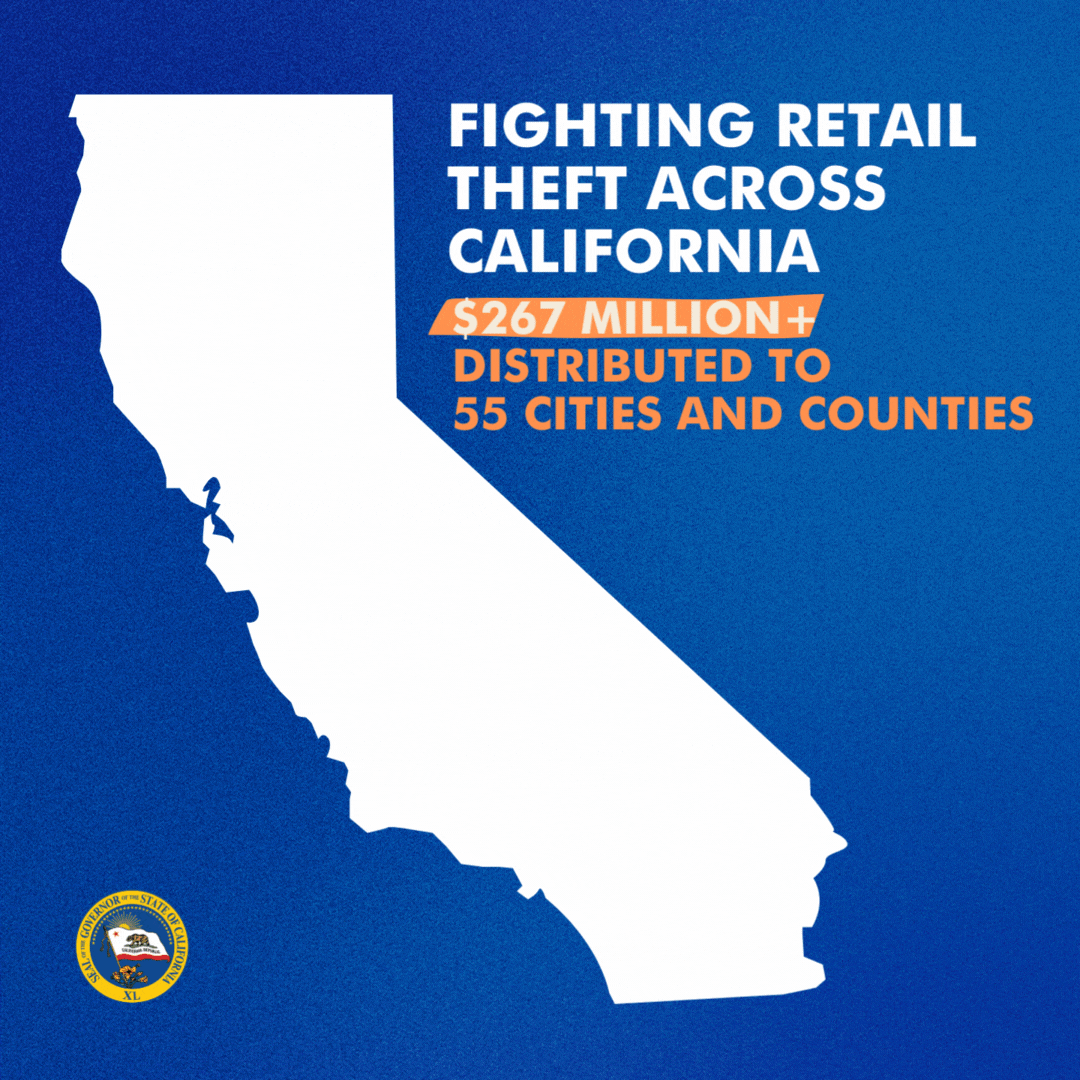 FIGHTING RETAIL
THEFT ACROSS
CALIFORNIA
$267 MILLION+
DISTRIBUTED TO
55 CITIES AND COUNTIES
SEAL OF THE GOVERNOR OF THE STATE OF CALIFORNIA
CALIFORNIA REPUBLIC
XL